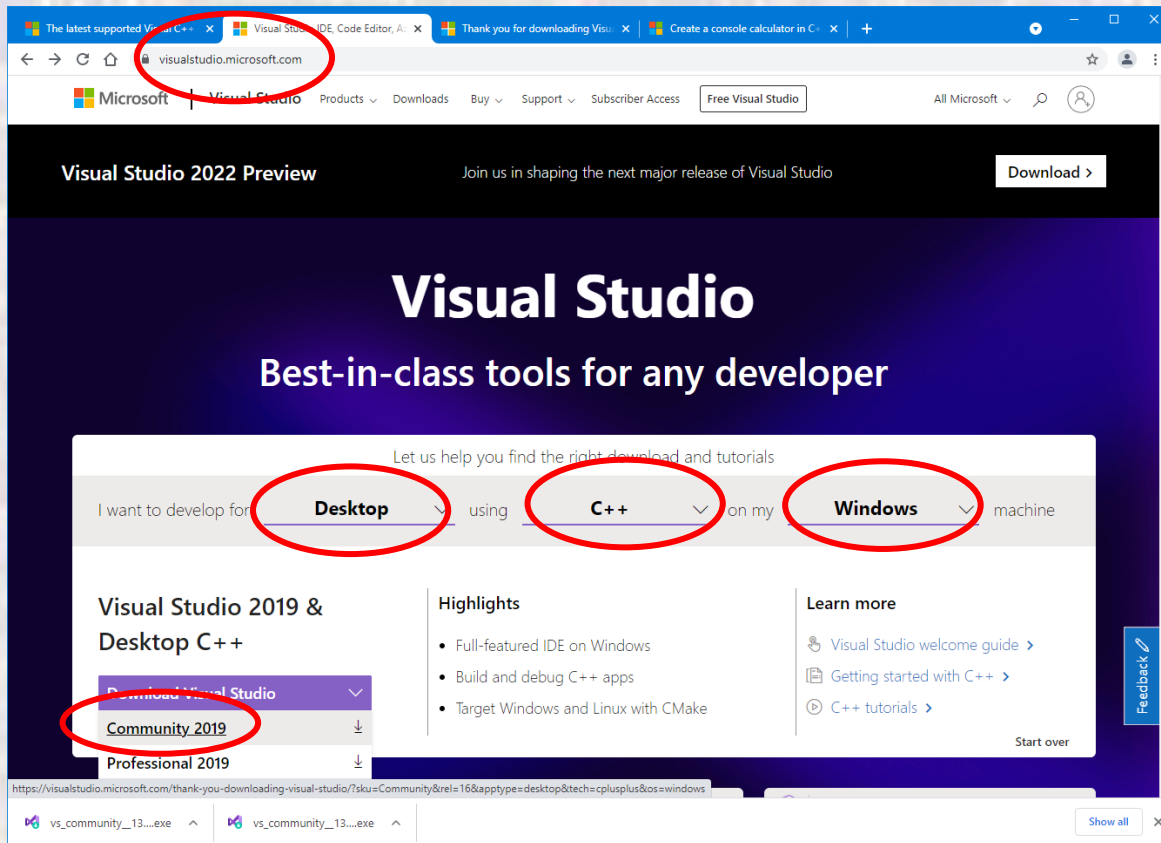 The latest supported Visual C++
Visual Studio IDE, Code Editor, A:
Thank you for downloading Visu
Create a console calculator in C+
visualstudio.microsoft.com
Microsoft Visual Studio Products Downloads Buy Support Subscriber Access Free Visual Studio All Microsoft
Visual Studio 2022 Preview Join us in shaping the next major release of Visual Studio Download >
Visual Studio
Best-in-class tools for any developer
Let us help you find the right download and tutorials
I want to develop for Desktop using C++ on my Windows machine
Visual Studio 2019 &
Desktop C++
Download Visual Studio
Community 2019
Professional 2019
Highlights
• Full-featured IDE on Windows
• Build and debug C++ apps
• Target Windows and Linux with CMake
Learn more
Visual Studio welcome guide >
Getting started with C++ >
C++ tutorials >
Start over
Feedback
https://visualstudio.microsoft.com/thank-you-downloading-visual-studio/?sku=Community&rel=16&apptype=desktop&tech=cplusplus&os=windows
vs_community__13....exe
vs_community__13....exe
Show all